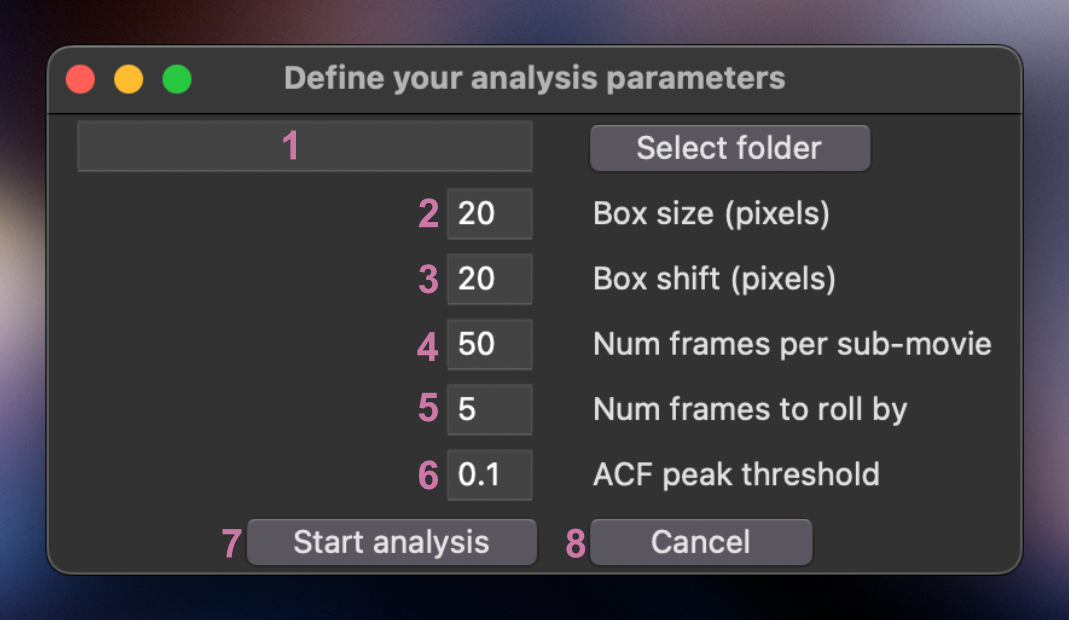 Define your analysis parameters
1 Select folder
2 20 Box size (pixels)
3 20 Box shift (pixels)
4 50 Num frames per sub-movie
5 5 Num frames to roll by
6 0.1 ACF peak threshold
7 Start analysis 8 Cancel